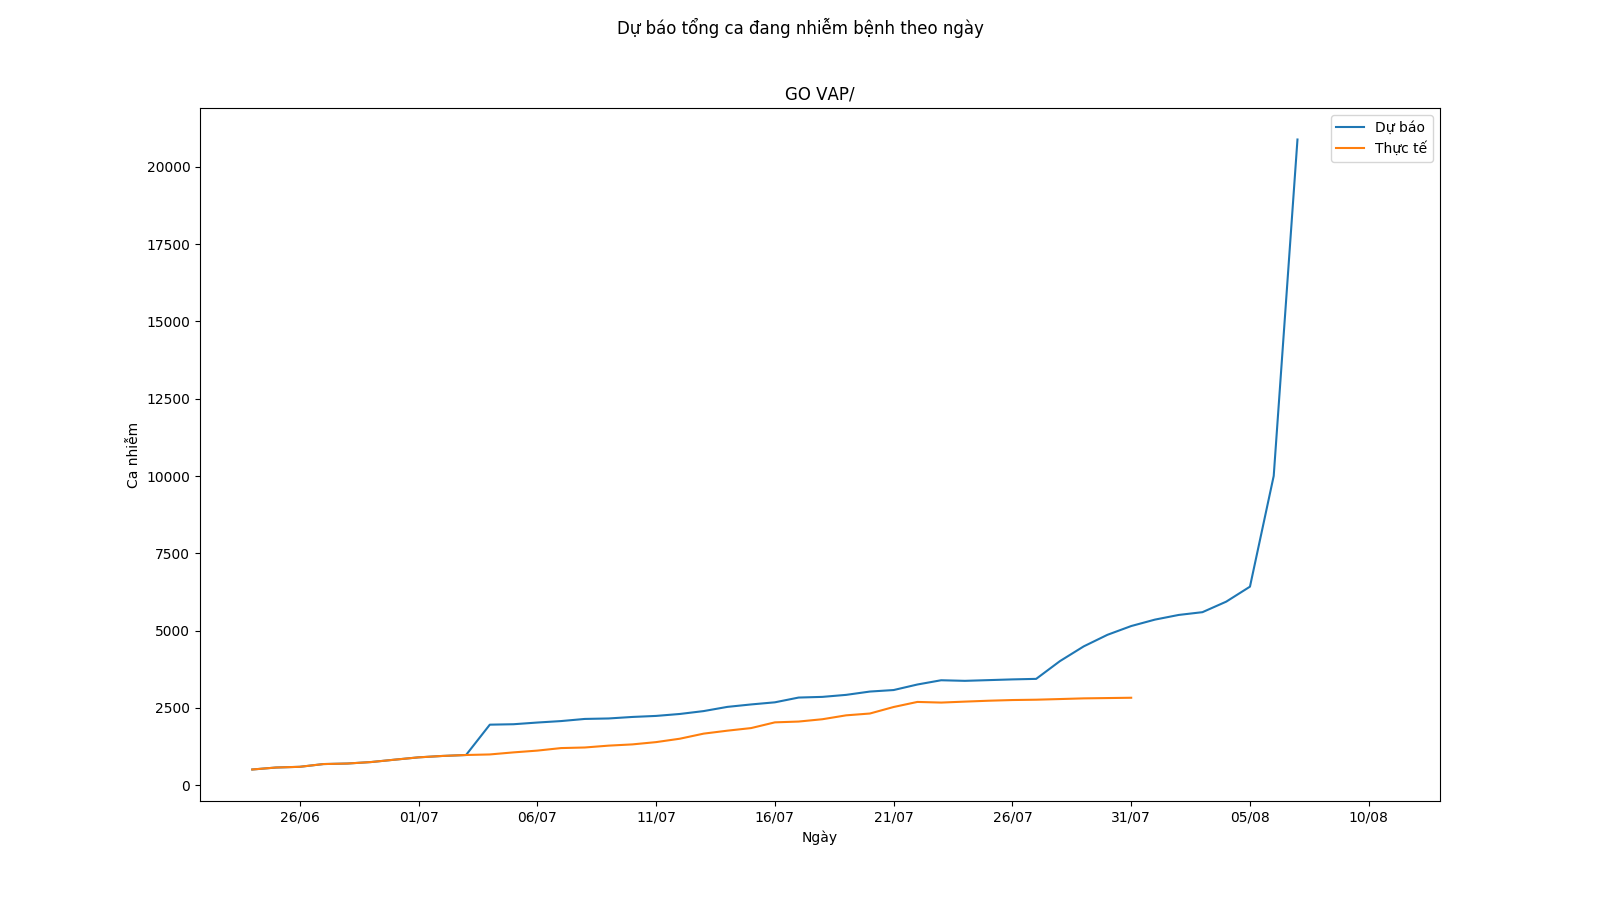 Dự báo tổng ca đang nhiễm bệnh theo ngày
GO VAP/
Dự báo
Thực tế
20000
17500
15000
12500
10000
7500
5000
2500
0
Ca nhiễm
26/06 01/07 06/07 11/07 16/07 21/07 26/07 31/07 05/08 10/08
Ngày